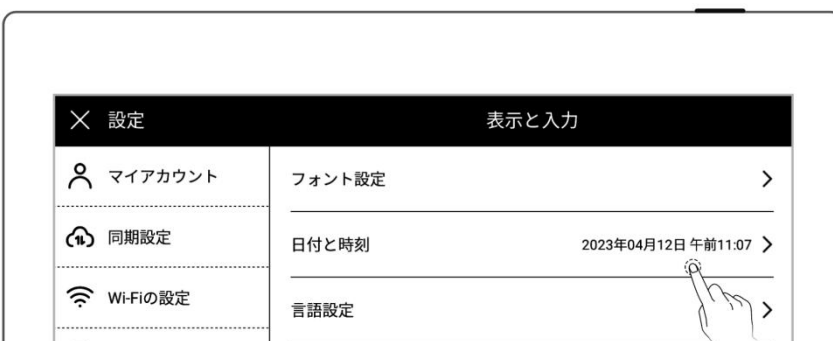 設定
表示と入力
マイアカウント
フォント設定
同期設定
日付と時刻 2023年04月12日 午前11:07
Wi-Fiの設定
言語設定